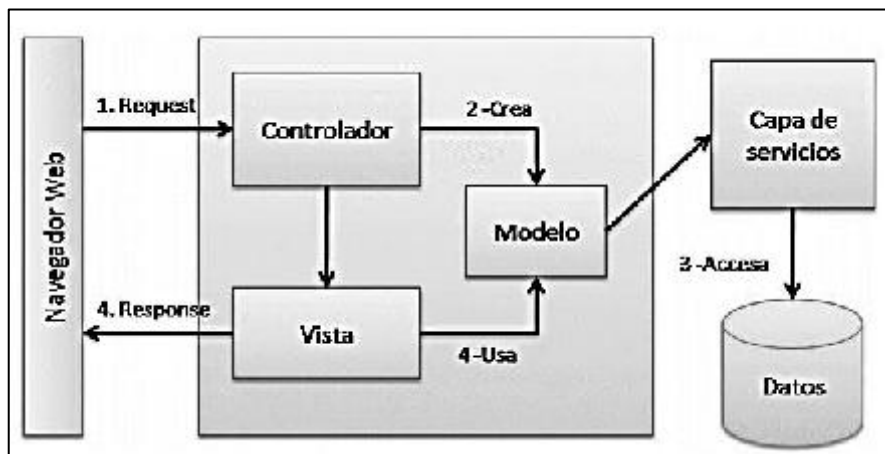 Navegador Web
1. Request
Controlador
2-Crea
Modelo
Capa de
servicios
3-Accesa
Datos
4. Response
Vista
4-Usa